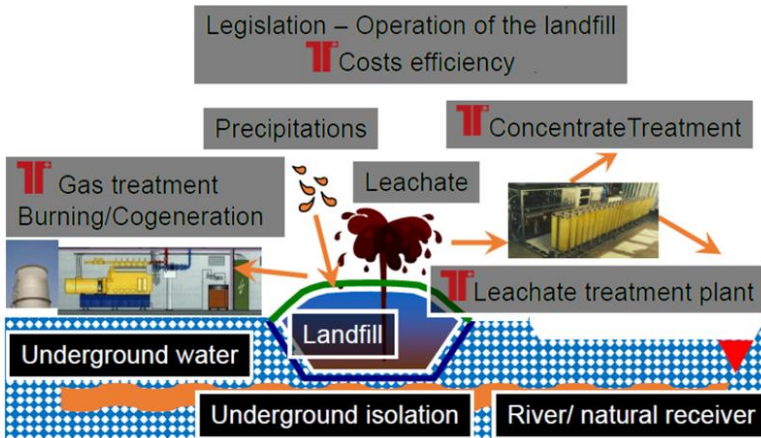 Legislation – Operation of the landfill
Costs efficiency
Precipitations
ConcentrateTreatment
Gas treatment
Burning/Cogeneration
Leachate
Leachate treatment plant
Landfill
Underground water
Underground isolation
River/ natural receiver